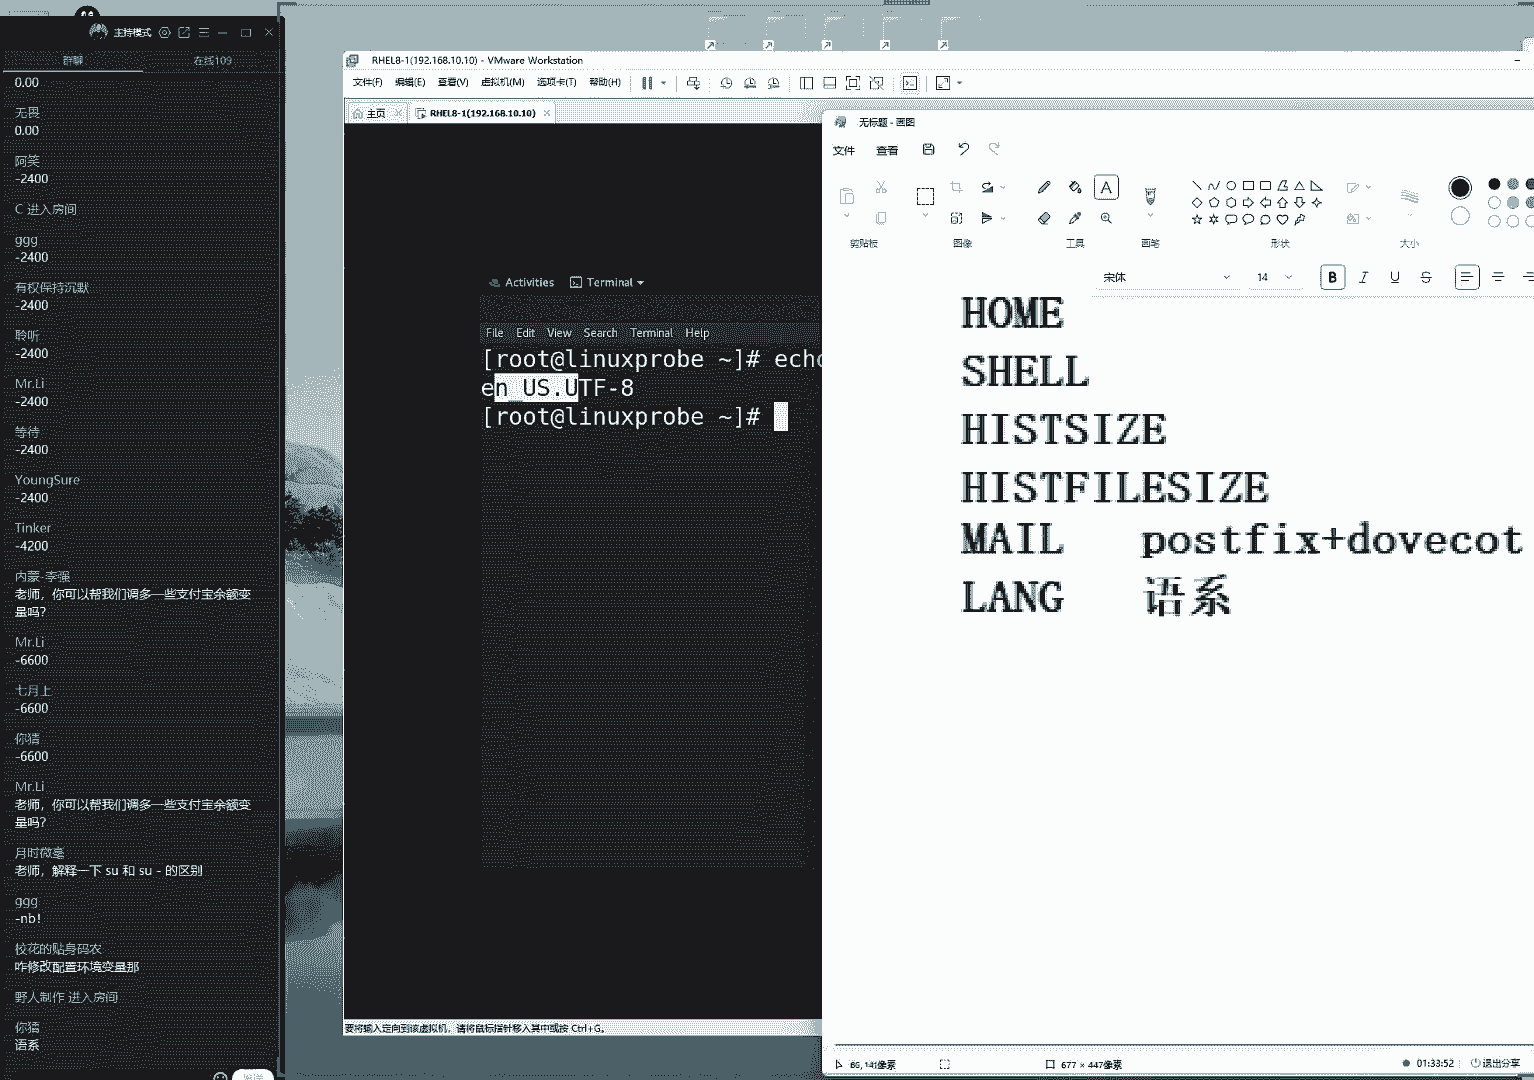 主持模式
群聊
在线109
0.00
无畏
0.00
阿笑
-2400
C 进入房间
ggg
-2400
有权保持沉默
-2400
聆听
-2400
Mr.Li
-2400
等待
-2400
YoungSure
-2400
Tinker
-4200
内蒙-李强
老师，你可以帮我们调多一些支付宝余额变
量吗？
Mr.Li
-6600
七月上
-6600
你猜
-6600
Mr.Li
老师，你可以帮我们调多一些支付宝余额变
量吗？
月时微毫
老师，解释一下 su 和 su - 的区别
ggg
-nb！
校花的贴身码农
咋修改配置环境变量那
野人制作 进入房间
你猜
语系
RHEL8-1(192.168.10.10) - VMware Workstation
文件(F) 编辑(E) 查看(V) 虚拟机(M) 选项卡(T) 帮助(H)
主页
RHEL8-1(192.168.10.10)
Activities
Terminal
File Edit View Search Terminal Help
[root@linuxprobe ~]# echo
en_US.UTF-8
[root@linuxprobe ~]#
要将输入定向到该虚拟机，请将鼠标指针移入其中或按 Ctrl+G。
无标题 - 画图
文件 查看
剪贴板
图像
工具
画笔
形状
大小
宋体
14
B I U S
HOME
SHELL
HISTSIZE
HISTFILESIZE
MAIL postfix+dovecot
LANG 语系
677 × 447像素
01:33:52
退出分享